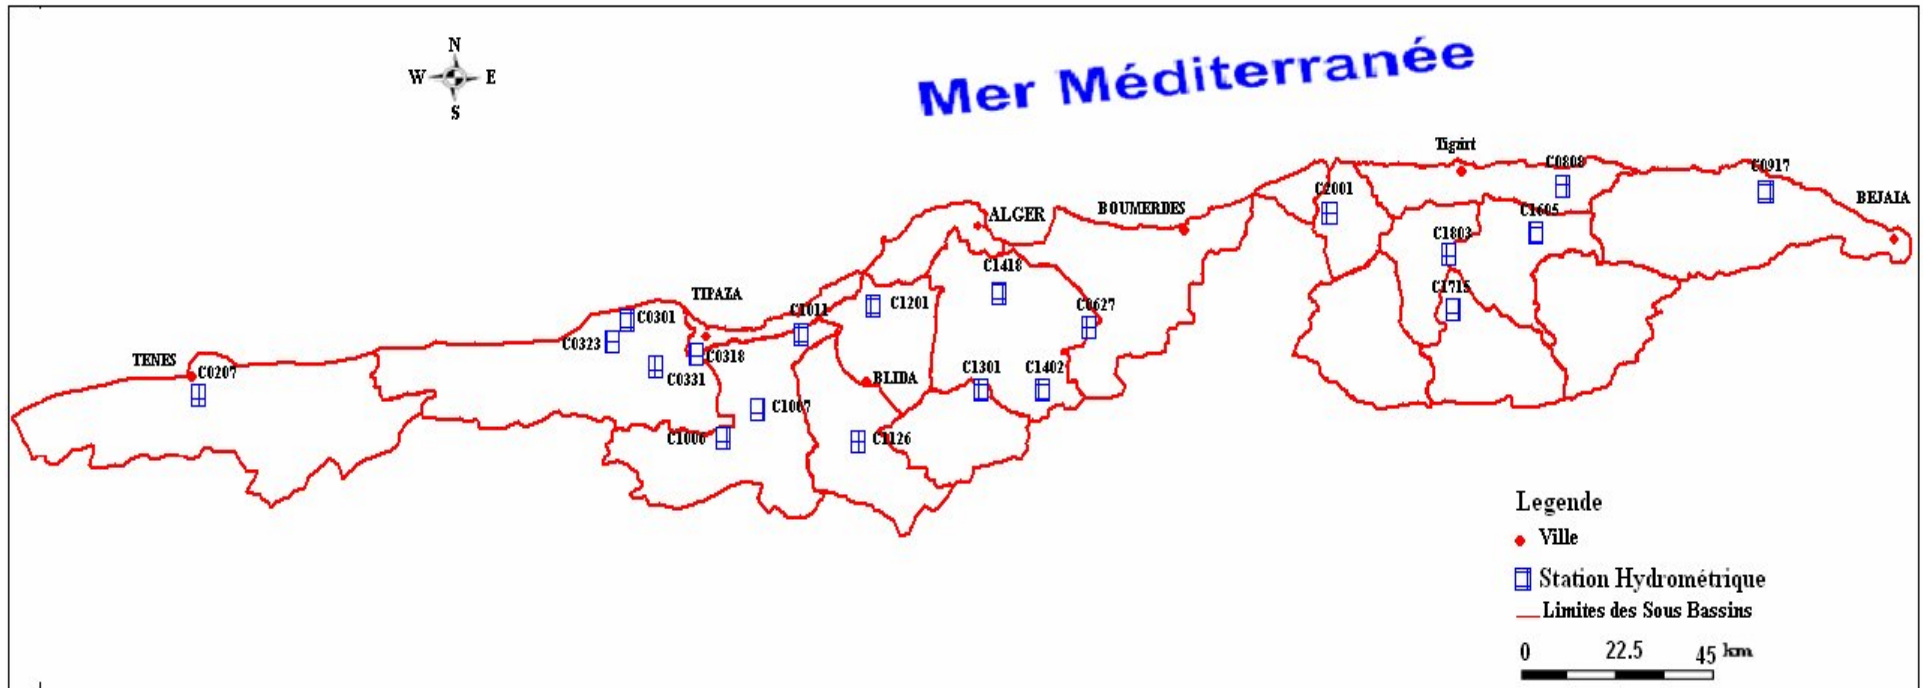 N
W E
S
Mer Méditerranée
Tigzirt
C0808
C0917
C2001
BEJAIA
ALGER
BOUMERDES
C1605
C1803
C1418
C1715
TIPAZA
C1011
C1201
C0627
C0301
C0323
C0318
TENES
C0207
C0331
BLIDA
C1301
C1402
C1007
C1006
C1126
Legende
Ville
Station Hydrométrique
Limites des Sous Bassins
0 22.5 45 km